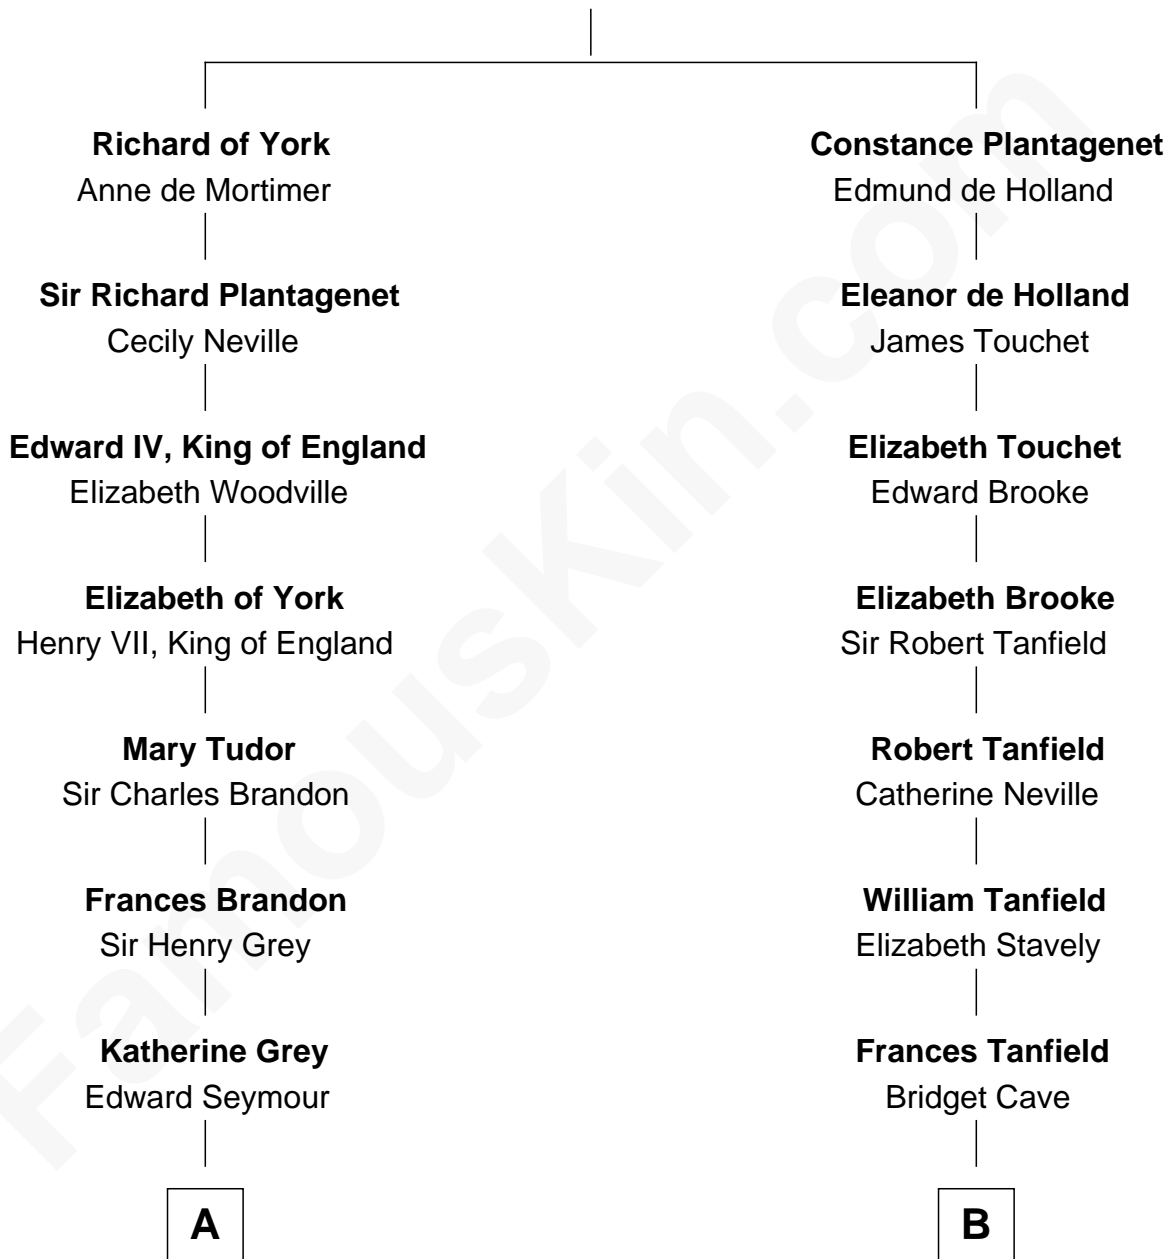 Richard of York
Anne de Mortimer
Sir Richard Plantagenet
Cecily Neville
Edward IV, King of England
Elizabeth Woodville
Elizabeth of York
Henry VII, King of England
Mary Tudor
Sir Charles Brandon
Frances Brandon
Sir Henry Grey
Katherine Grey
Edward Seymour
A
Constance Plantagenet
Edmund de Holland
Eleanor de Holland
James Touchet
Elizabeth Touchet
Edward Brooke
Elizabeth Brooke
Sir Robert Tanfield
Robert Tanfield
Catherine Neville
William Tanfield
Elizabeth Stavely
Frances Tanfield
Bridget Cave
B
FamousKin.com